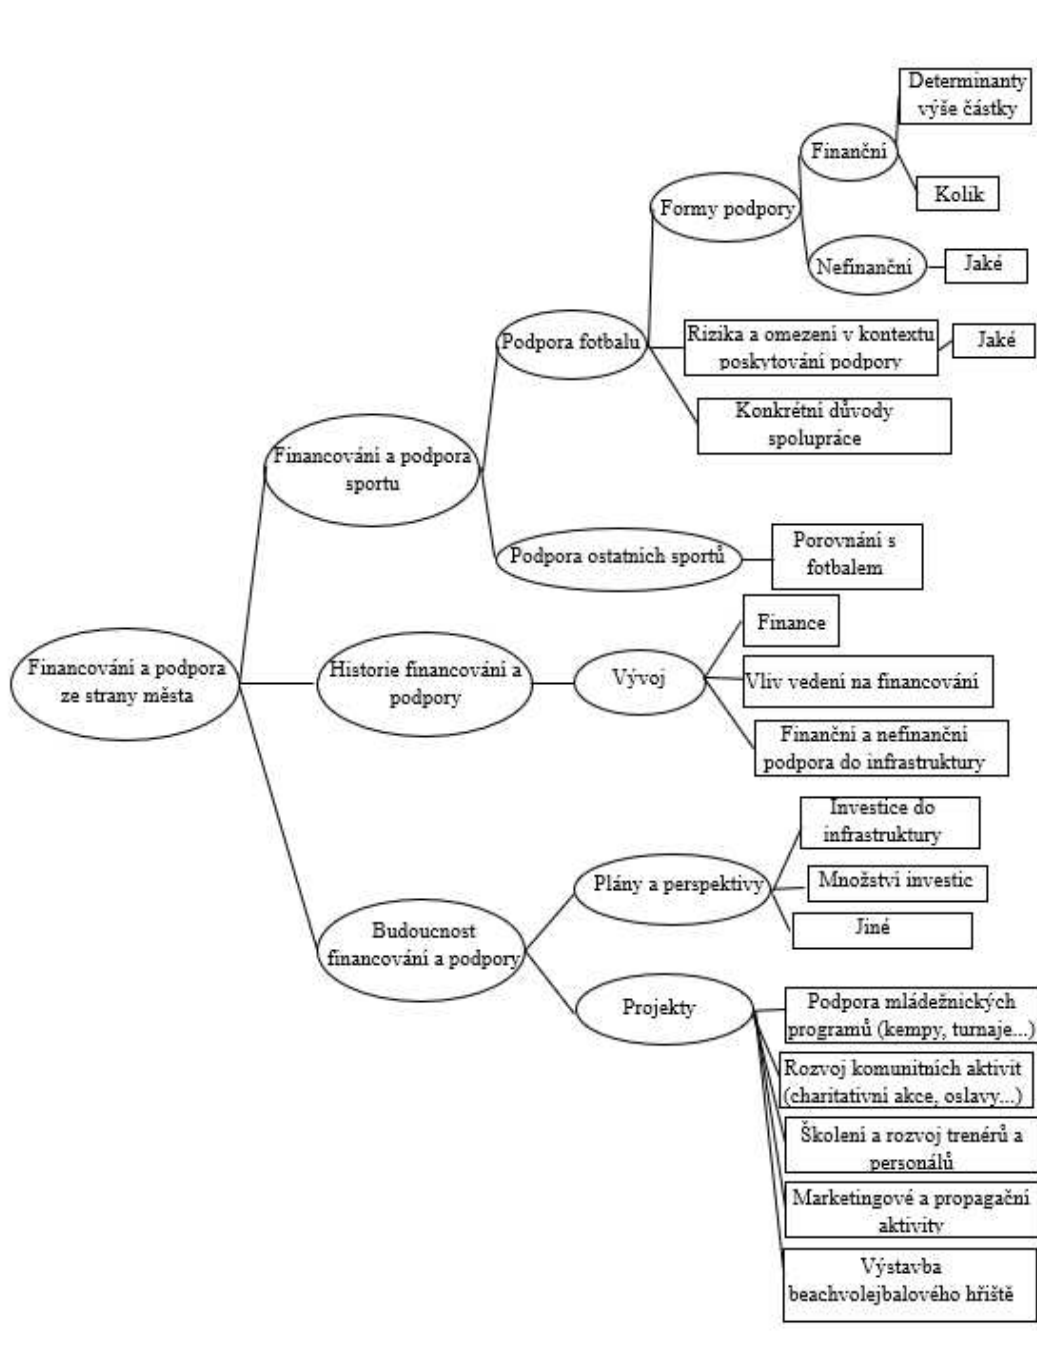 Determinanty
výše částky
Finanční
Kolik
Formy podpory
Nefinanční
Jaké
Podpora fotbalu
Rizika a omezení v kontextu
poskytování podpory
Jaké
Konkrétní důvody
spolupráce
Financování a podpora
sportu
Podpora ostatních sportů
Porovnání s
fotbalem
Financování a podpora
ze strany města
Historie financování a
podpory
Vývoj
Finance
Vliv vedení na financování
Finanční a nefinanční
podpora do infrastruktury
Investice do
infrastruktury
Plány a perspektivy
Množství investic
Jiné
Budoucnost
financování a podpory
Projekty
Podpora mládežnických
programů (kempy, turnaje...)
Rozvoj komunitních aktivit
(charitativní akce, oslavy...)
Školení a rozvoj trenérů a
personálů
Marketingové a propagační
aktivity
Výstavba
beachvolejbalového hřiště